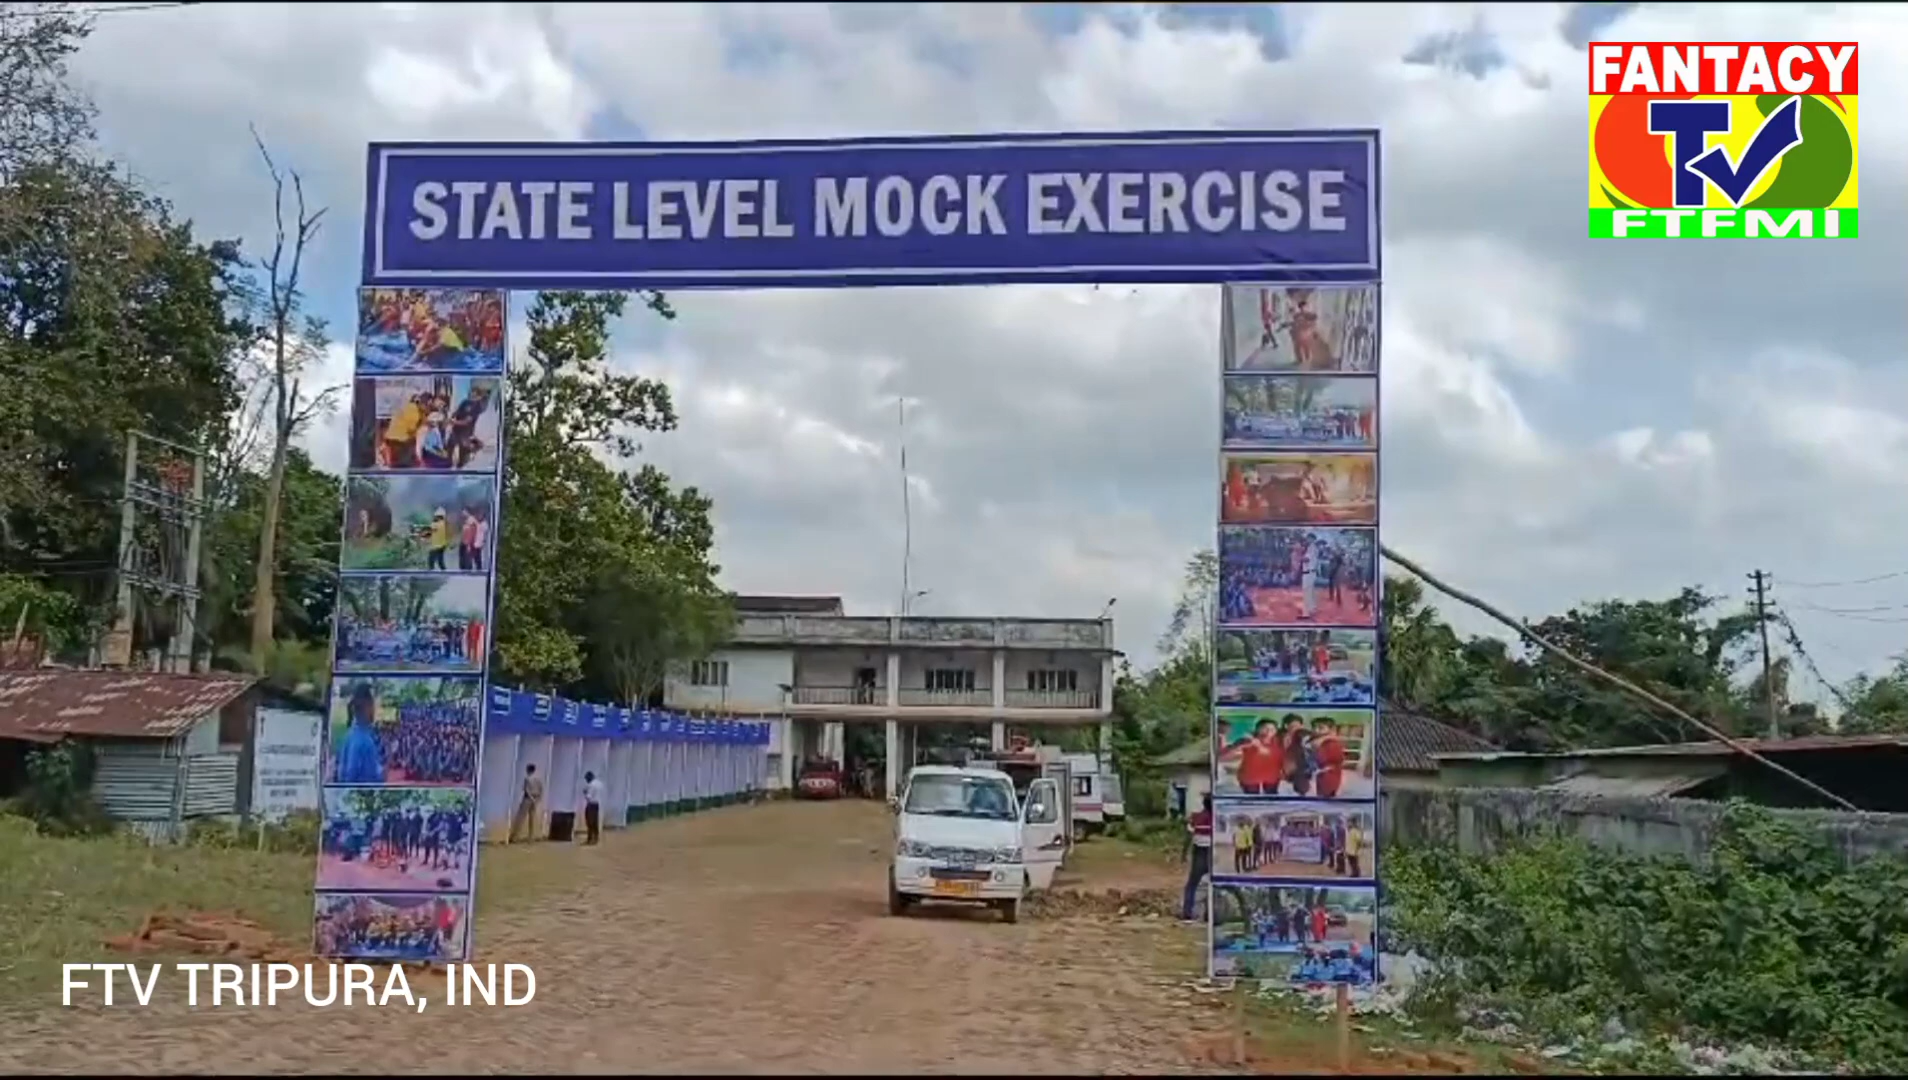 FANTACY
TV
FTFMI
STATE LEVEL MOCK EXERCISE
FTV TRIPURA, IND